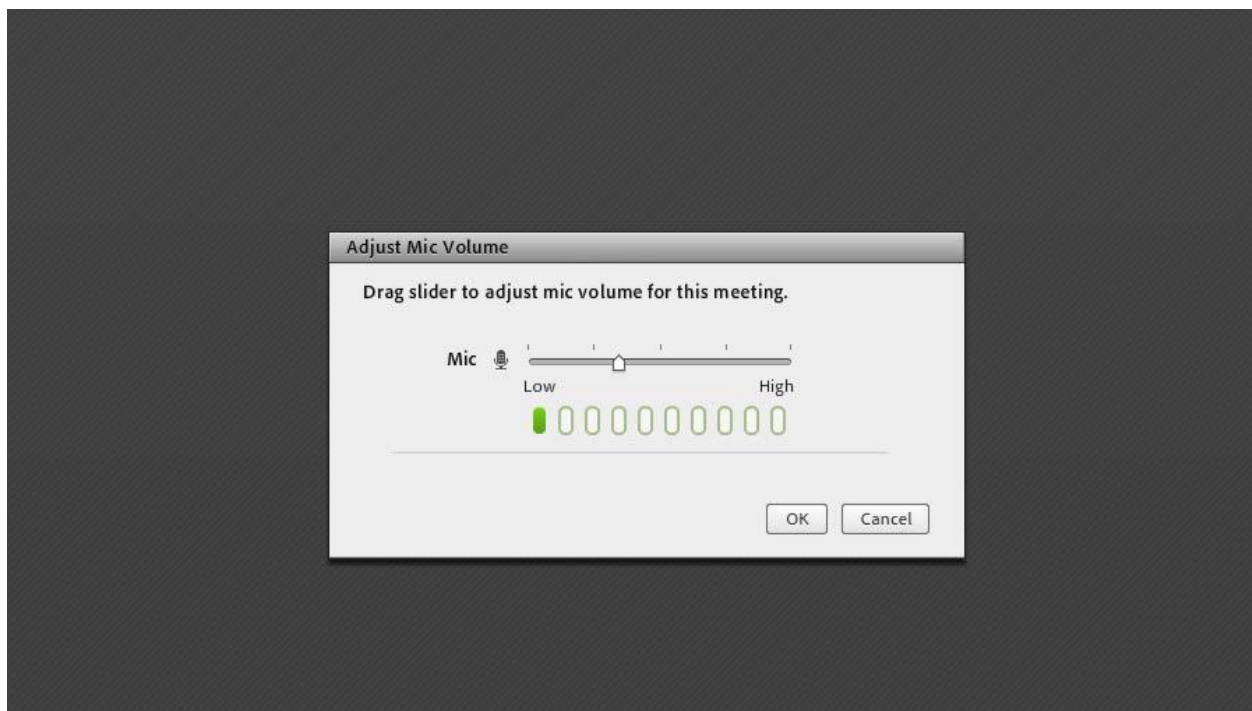 Adjust Mic Volume
Drag slider to adjust mic volume for this meeting.
Mic
Low High
OK Cancel